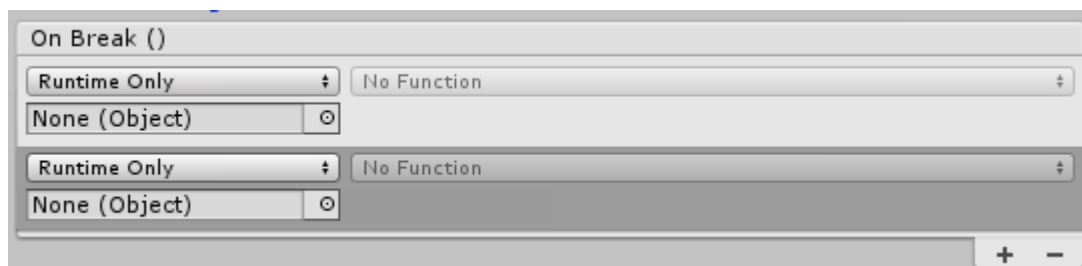 On Break ()
Runtime Only No Function
None (Object)
Runtime Only No Function
None (Object)
+ −